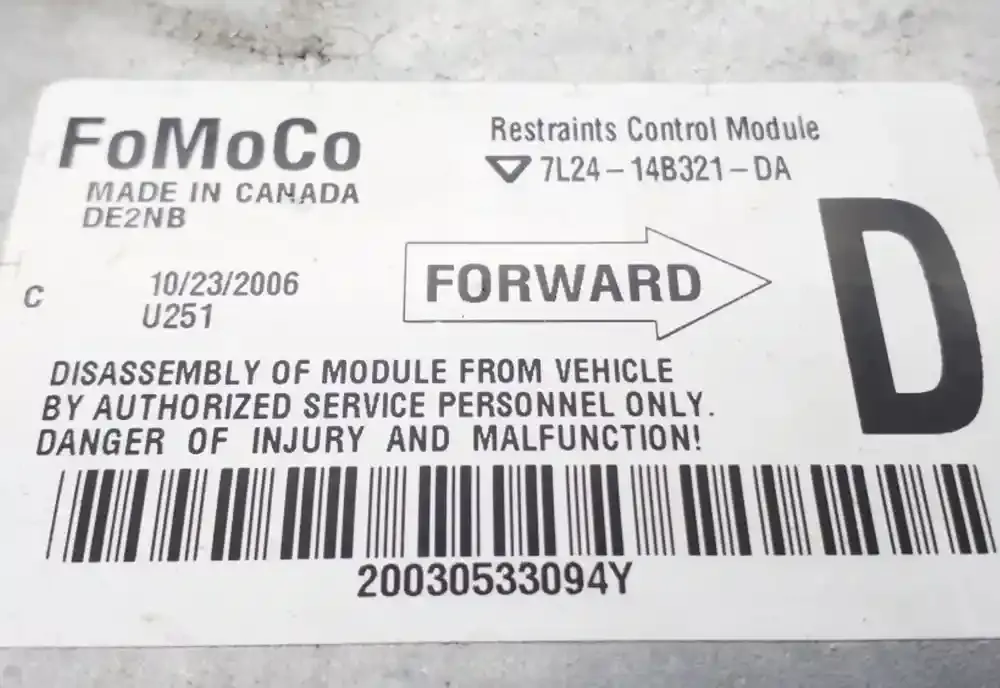 FoMoCo
MADE IN CANADA
DE2NB
Restraints Control Module
7L24-14B321-DA
C
10/23/2006
U251
FORWARD
D
DISASSEMBLY OF MODULE FROM VEHICLE
BY AUTHORIZED SERVICE PERSONNEL ONLY.
DANGER OF INJURY AND MALFUNCTION!
20030533094Y